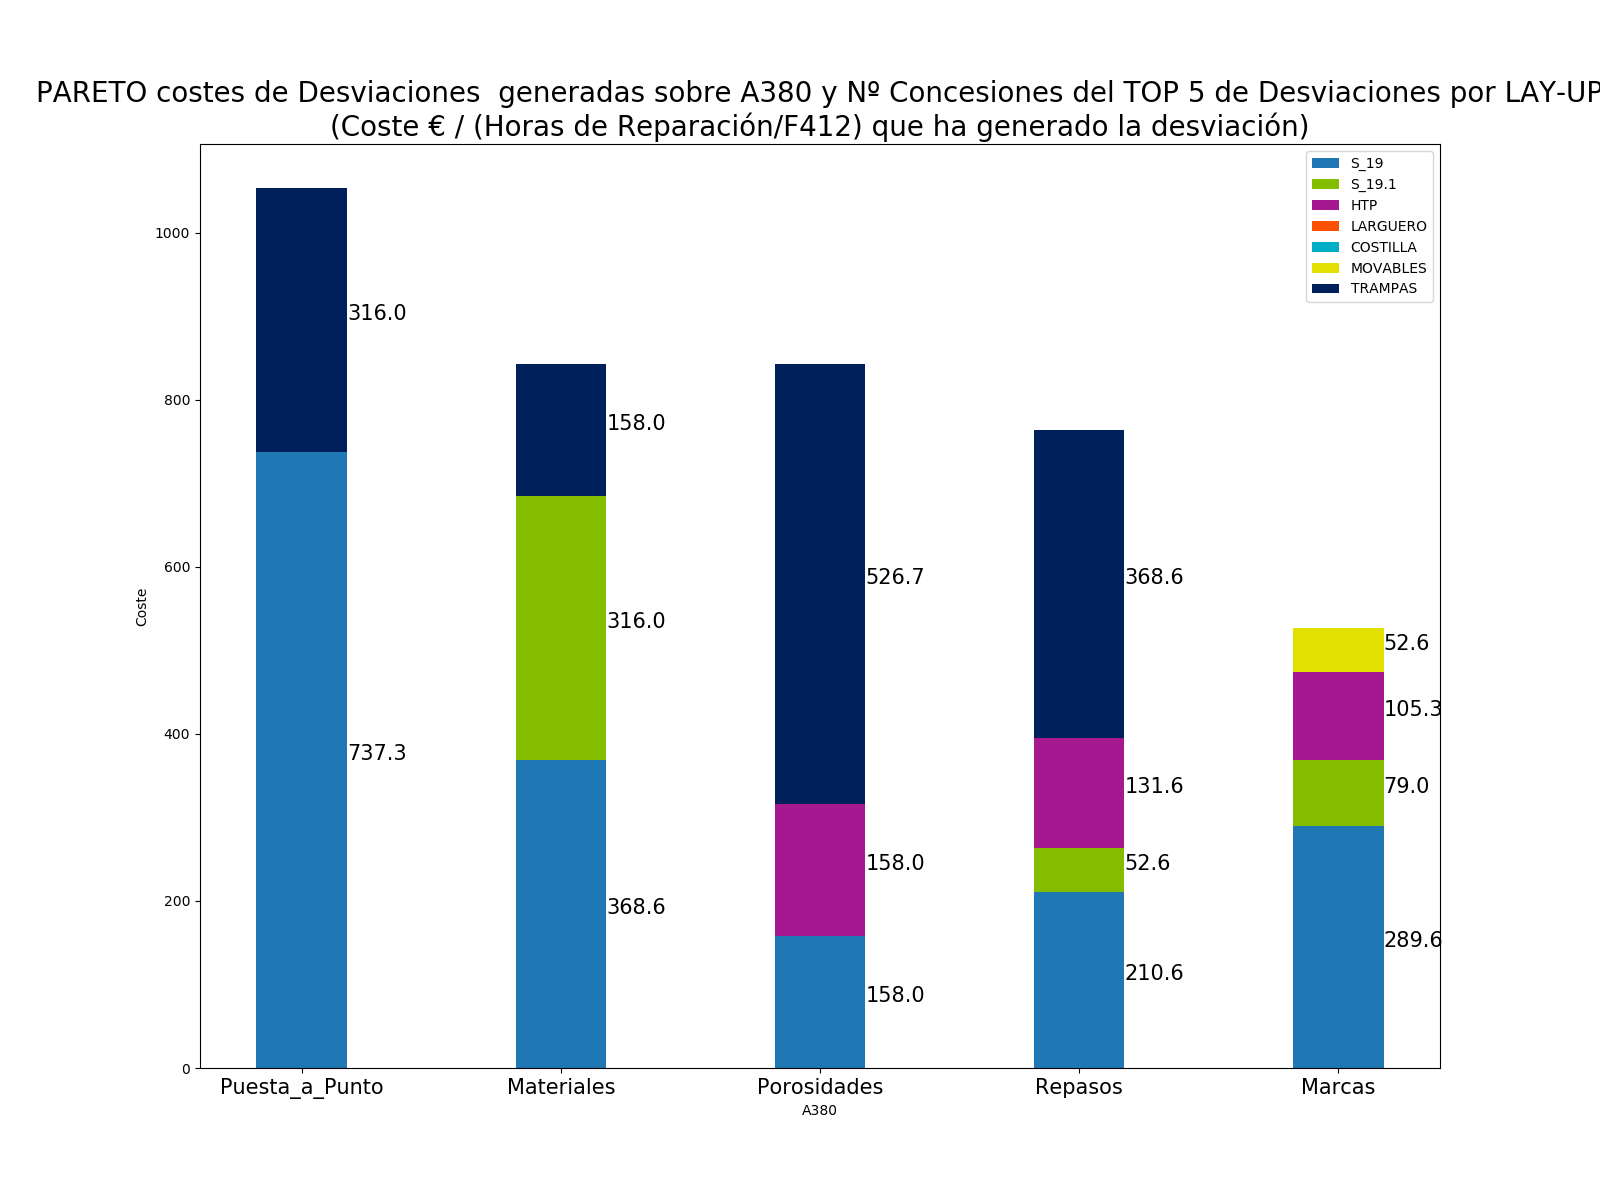 PARETO costes de Desviaciones  generadas sobre A380 y Nº Concesiones del TOP 5 de Desviaciones por LAY-UP
(Coste € / (Horas de Reparación/F412) que ha generado la desviación)
S_19
S_19.1
HTP
LARGUERO
COSTILLA
MOVABLES
TRAMPAS
1000
800
600
400
200
0
Coste
316.0
737.3
158.0
316.0
368.6
526.7
158.0
158.0
368.6
131.6
52.6
210.6
52.6
105.3
79.0
289.6
Puesta_a_Punto
Materiales
Porosidades
Repasos
Marcas
A380